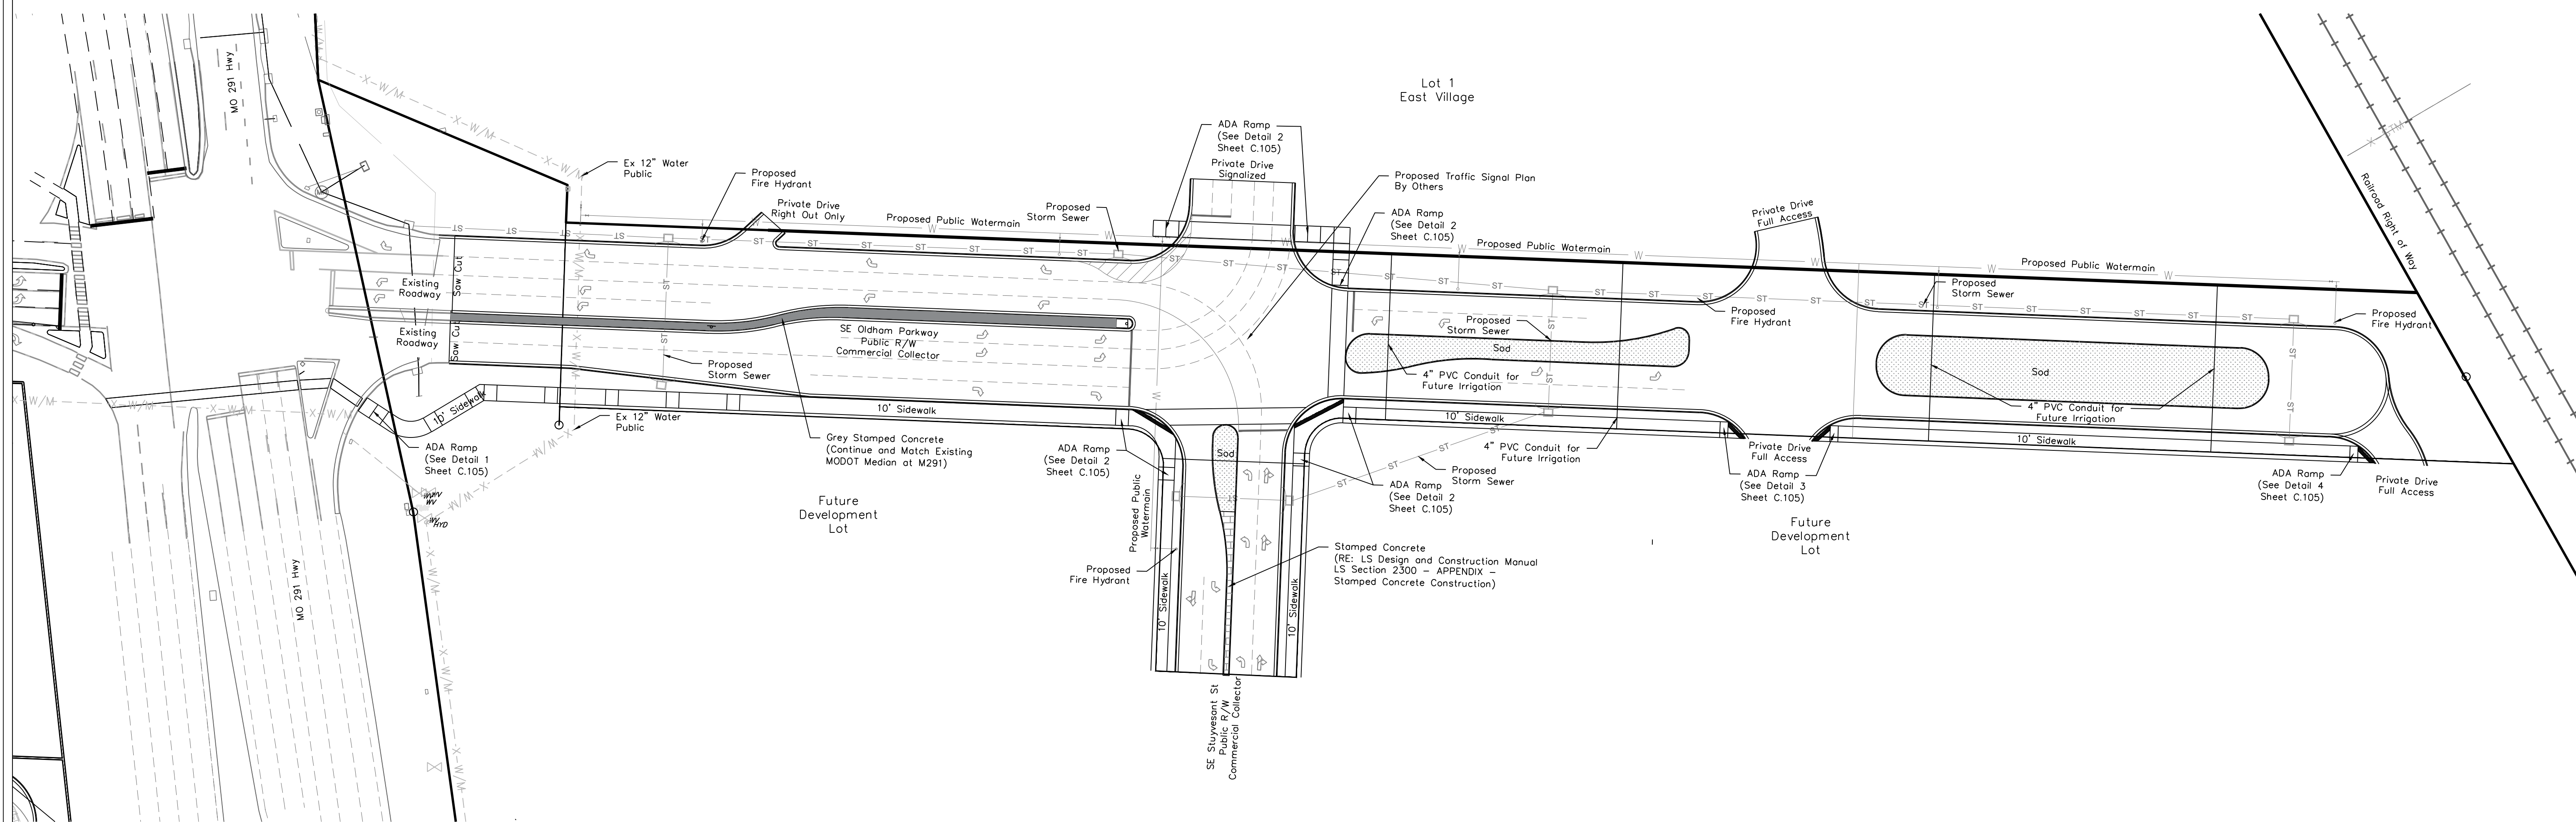 MO 291 Hwy
X-W/M
X-W/M
X-W/M
Ex 12" Water
Public
Proposed
Fire Hydrant
Private Drive
Right Out Only
Proposed Public Watermain
Proposed
Storm Sewer
ADA Ramp
(See Detail 2
Sheet C.105)
Private Drive
Signalized
Lot 1
East Village
Proposed Traffic Signal Plan
By Others
ADA Ramp
(See Detail 2
Sheet C.105)
Proposed Public Watermain
Private Drive
Full Access
Proposed Public Watermain
Railroad Right of Way
Existing
Roadway
Saw Cut
Existing
Roadway
Saw Cut
SE Oldham Parkway
Public R/W
Commercial Collector
Proposed
Storm Sewer
Proposed
Storm Sewer
Sod
4" PVC Conduit for
Future Irrigation
Proposed
Fire Hydrant
Proposed
Storm Sewer
Sod
4" PVC Conduit for
Future Irrigation
Proposed
Fire Hydrant
10' Sidewalk
ADA Ramp
(See Detail 1
Sheet C.105)
Ex 12" Water
Public
10' Sidewalk
Grey Stamped Concrete
(Continue and Match Existing
MODOT Median at M291)
ADA Ramp
(See Detail 2
Sheet C.105)
Sod
10' Sidewalk
4" PVC Conduit for
Future Irrigation
Proposed
Storm Sewer
ADA Ramp
(See Detail 2
Sheet C.105)
Private Drive
Full Access
ADA Ramp
(See Detail 3
Sheet C.105)
10' Sidewalk
ADA Ramp
(See Detail 4
Sheet C.105)
Private Drive
Full Access
Future
Development
Lot
Future
Development
Lot
Proposed Public
Watermain
Proposed
Fire Hydrant
10' Sidewalk
10' Sidewalk
Stamped Concrete
(RE: LS Design and Construction Manual
LS Section 2300 - APPENDIX -
Stamped Concrete Construction)
MO 291 Hwy
SE Stuyvesant St
Public R/W
Commercial Collector